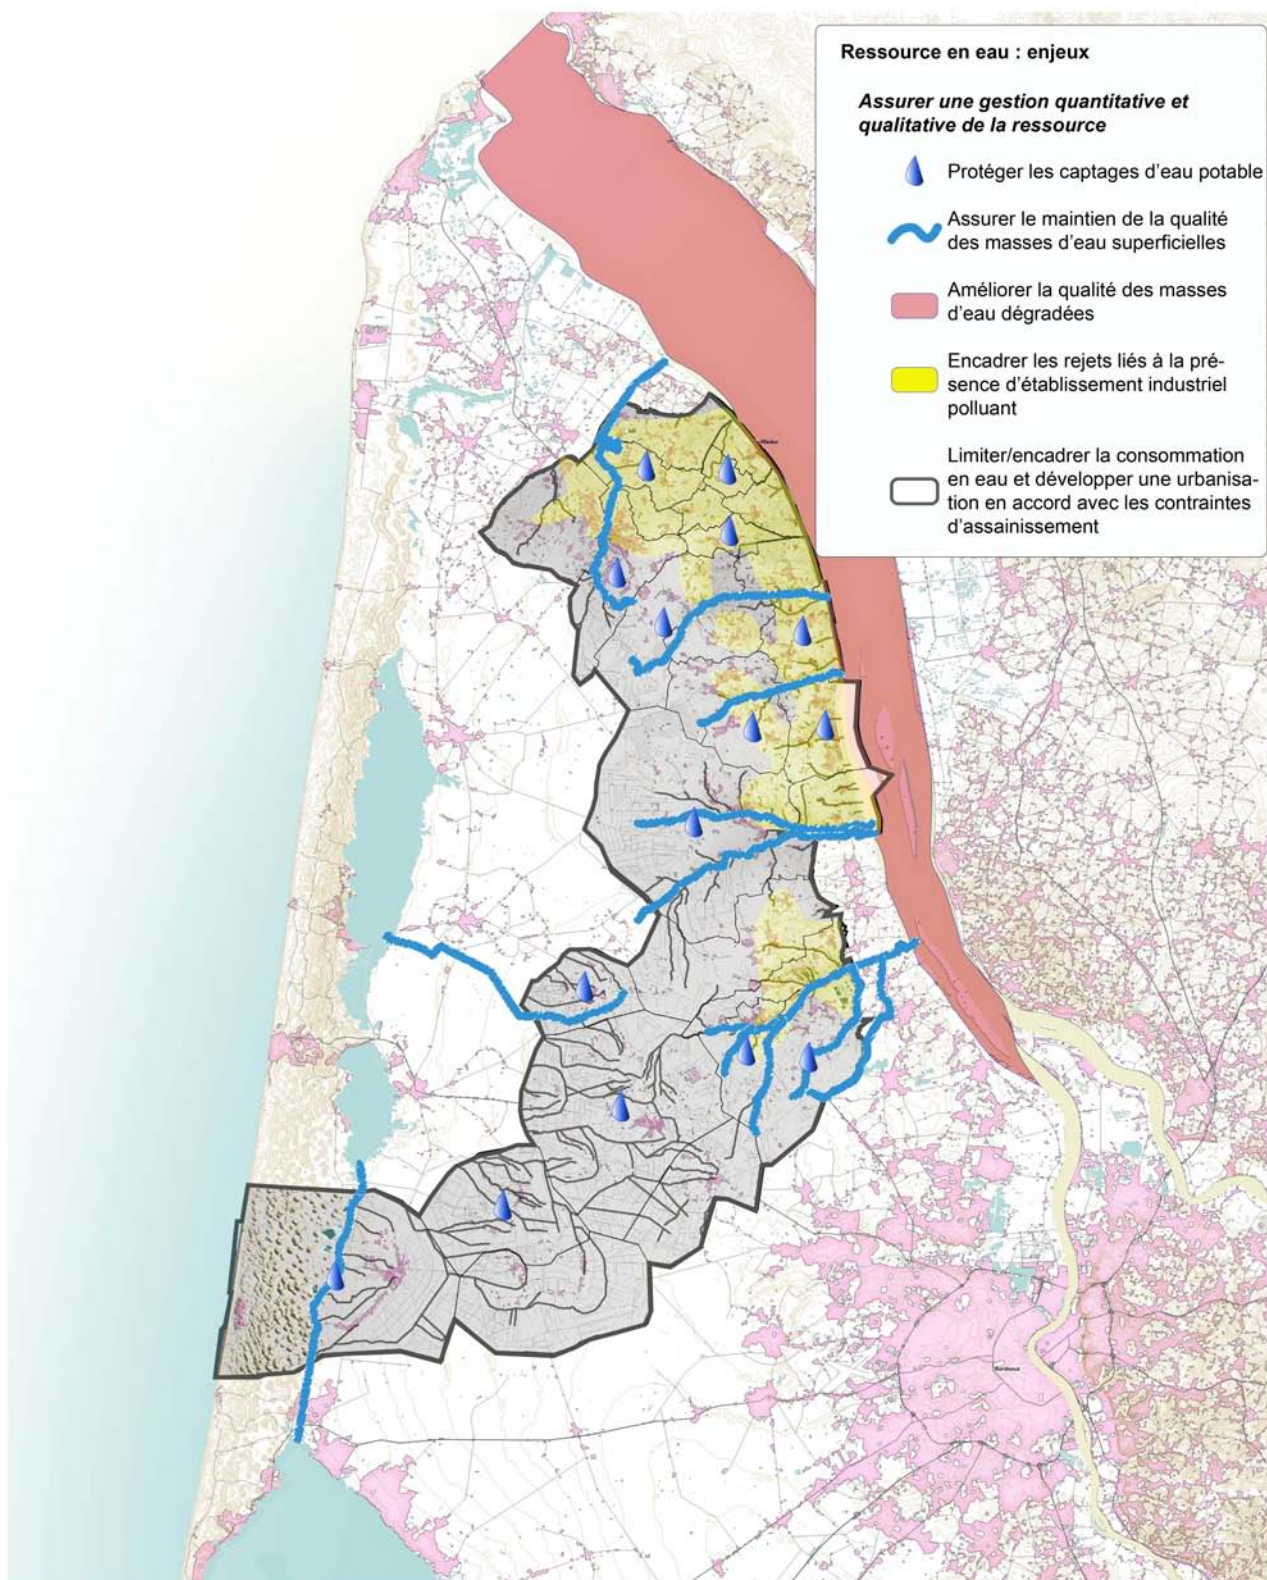 Ressource en eau : enjeux
Assurer une gestion quantitative et
qualitative de la ressource
Protéger les captages d'eau potable
Assurer le maintien de la qualité
des masses d'eau superficielles
Améliorer la qualité des masses
d'eau dégradées
Encadrer les rejets liés à la pré-
sence d'établissement industriel
polluant
Limiter/encadrer la consommation
en eau et développer une urbanisa-
tion en accord avec les contraintes
d'assainissement
Bordeaux